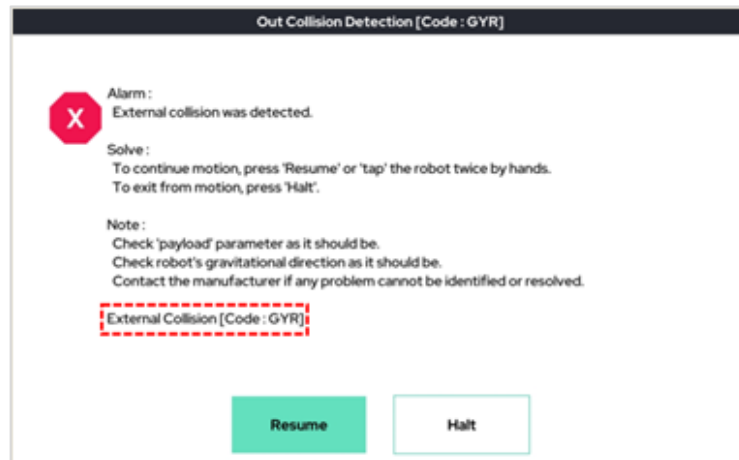 Out Collision Detection [Code : GYR]
X
Alarm :
External collision was detected.
Solve :
To continue motion, press 'Resume' or 'tap' the robot twice by hands.
To exit from motion, press 'Halt'.
Note :
Check 'payload' parameter as it should be.
Check robot's gravitational direction as it should be.
Contact the manufacturer if any problem cannot be identified or resolved.
External Collision [Code : GYR]
Resume
Halt